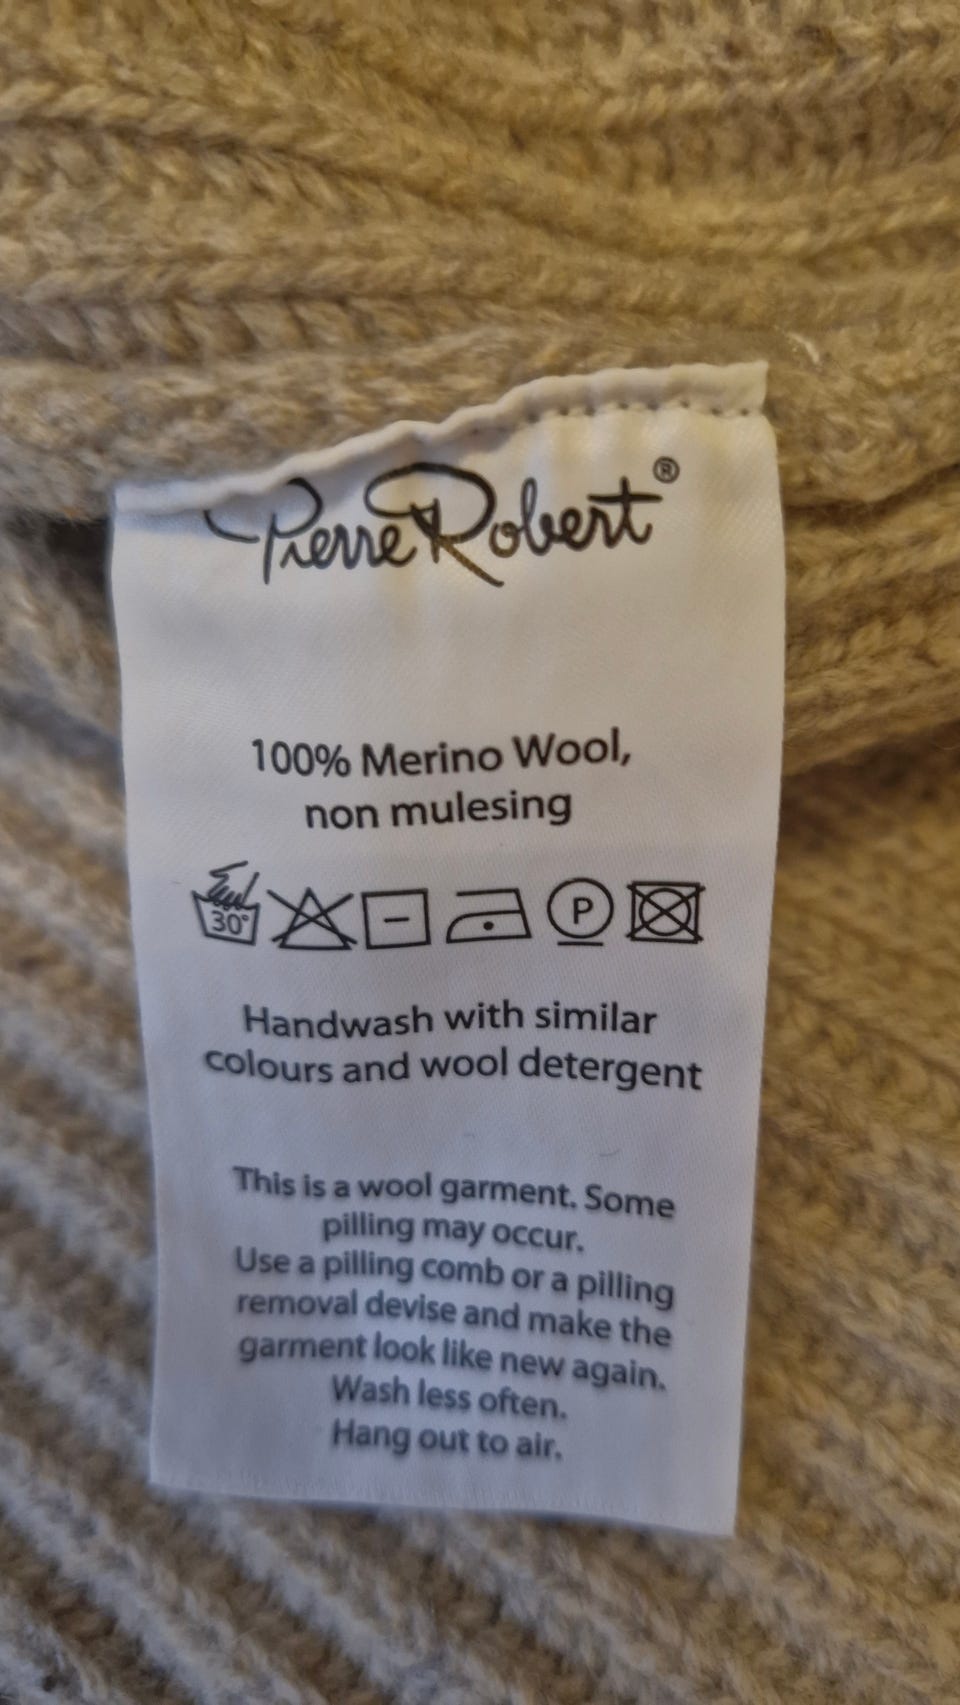 Pierre Robert®
100% Merino Wool,
non mulesing
30°
P
Handwash with similar
colours and wool detergent
This is a wool garment. Some
pilling may occur.
Use a pilling comb or a pilling
removal devise and make the
garment look like new again.
Wash less often.
Hang out to air.